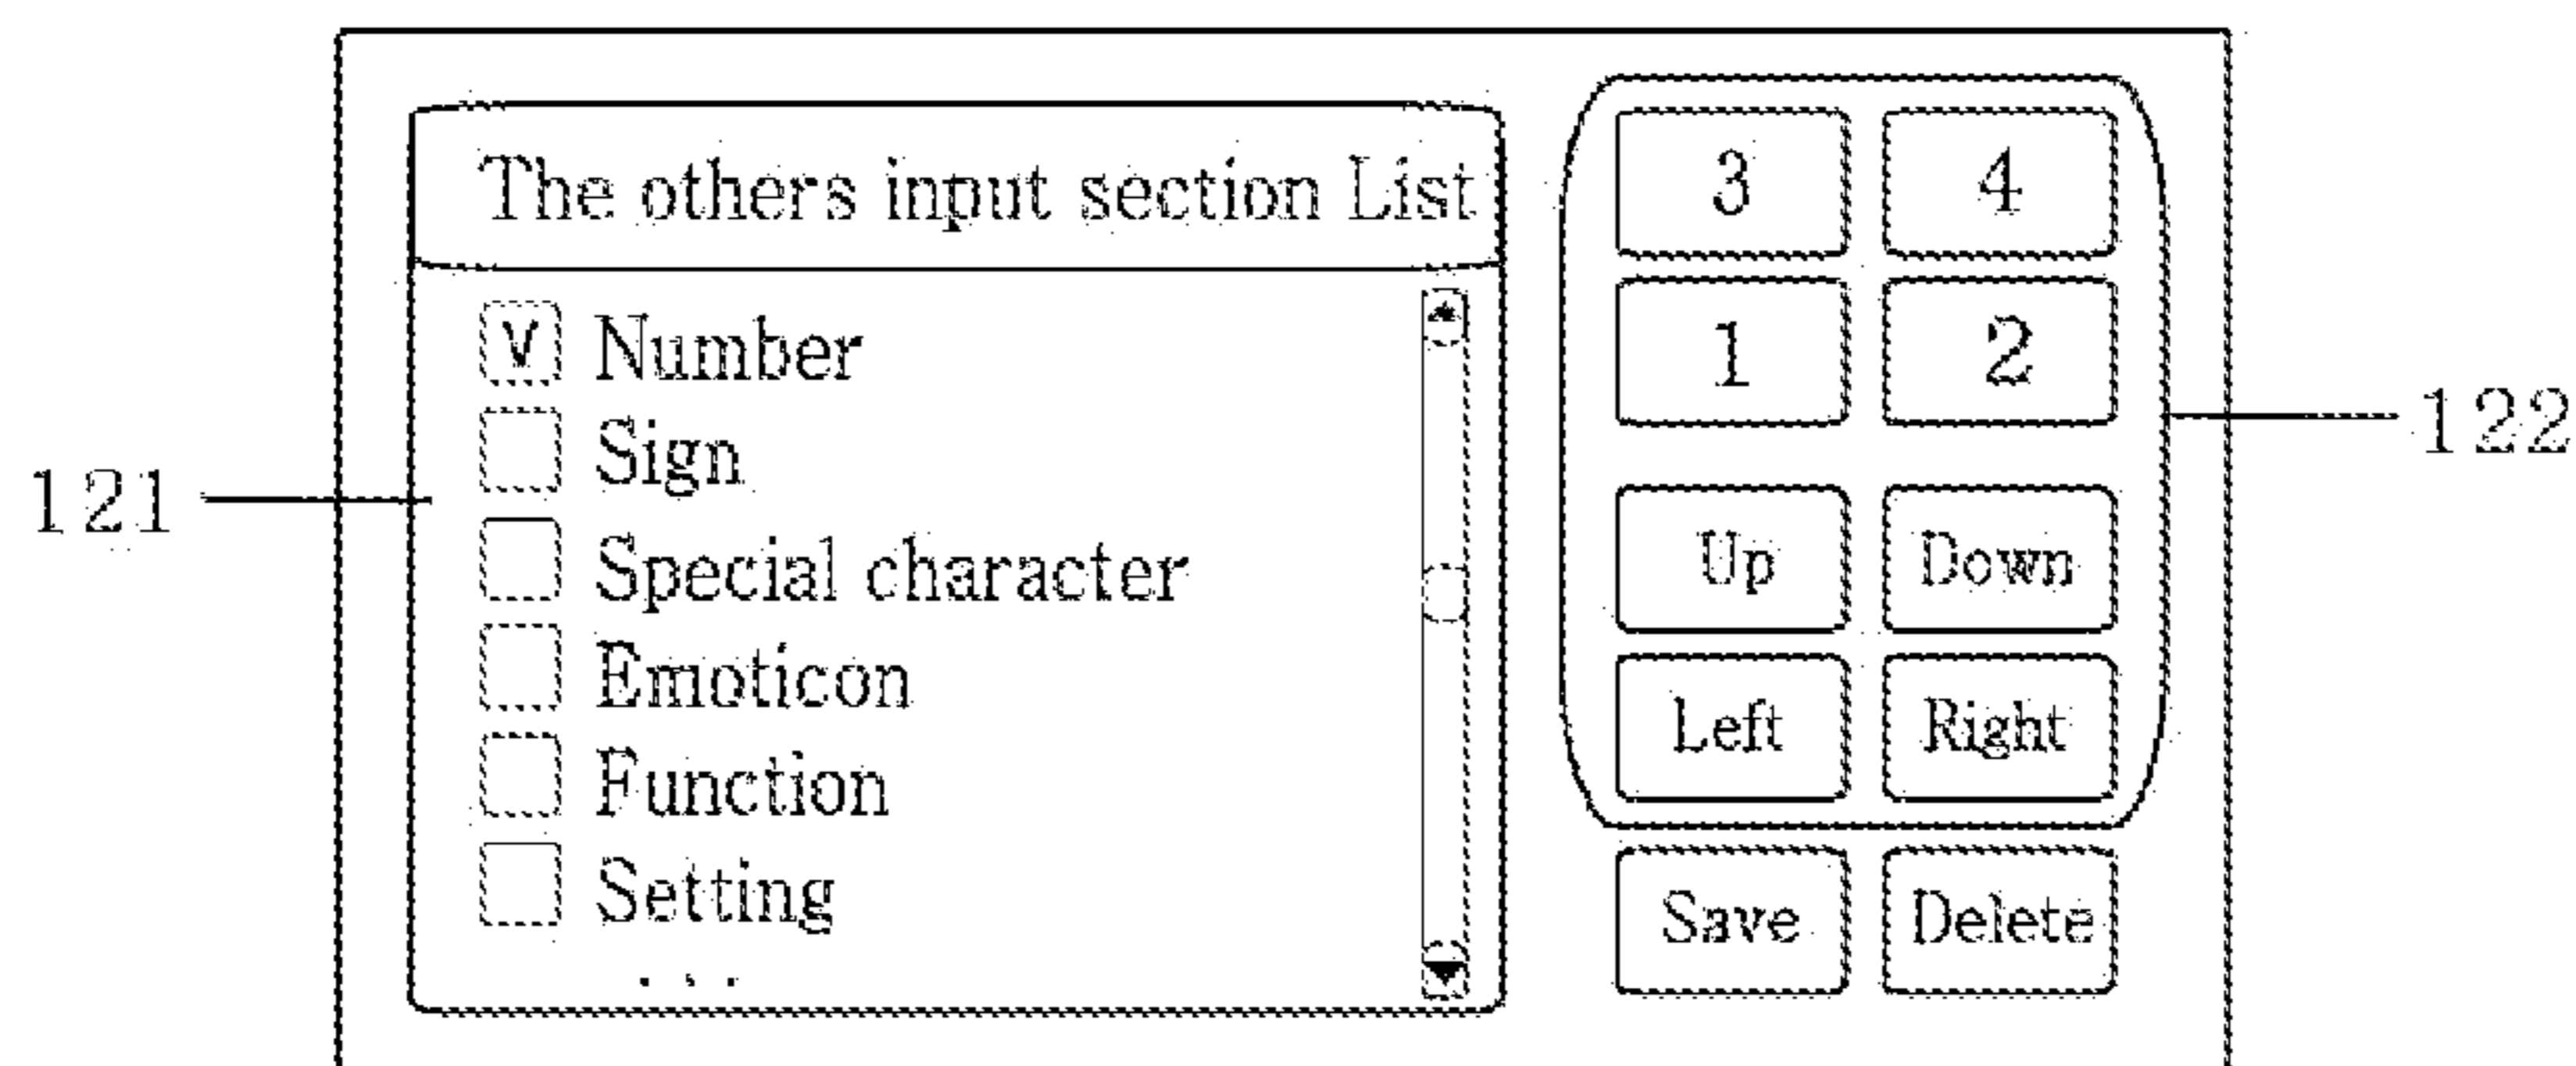 The others input section List
V Number
Sign
Special character
Emoticon
Function
Setting
...
3 4
1 2
Up Down
Left Right
Save Delete
121
122